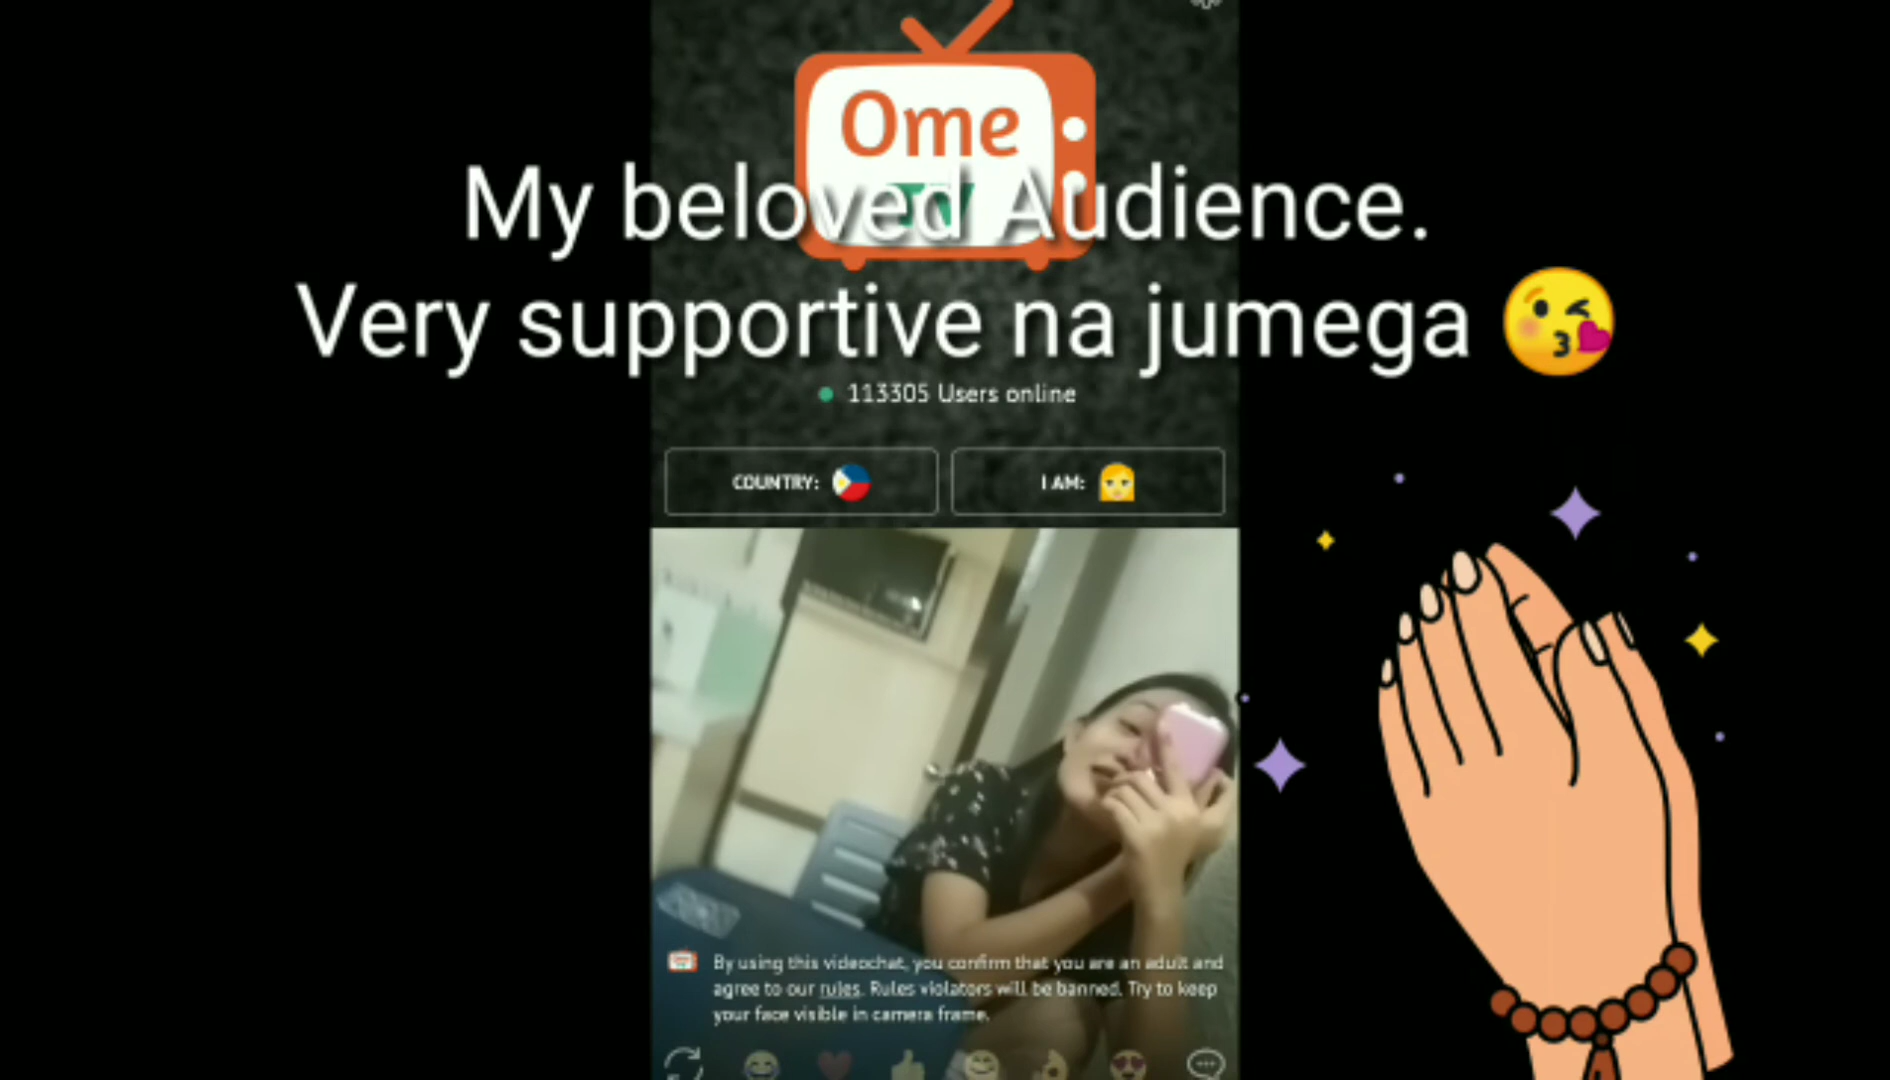 Ome
TV
My beloved Audience.
Very supportive na jumega
113305 Users online
COUNTRY:
I AM:
By using this videochat, you confirm that you are an adult and
agree to our rules. Rules violators will be banned. Try to keep
your face visible in camera frame.